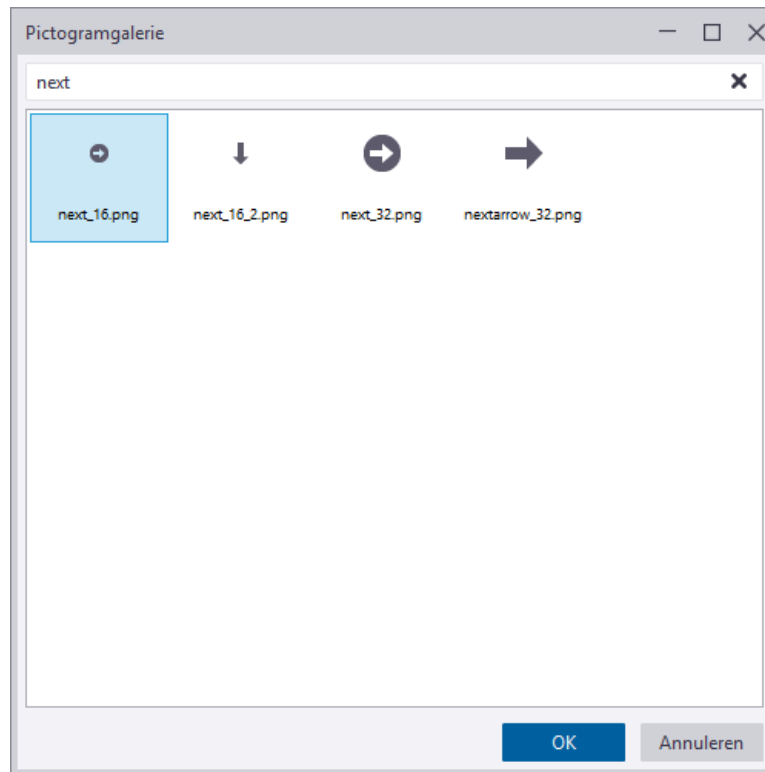 Pictogramgalerie
next
next_16.png next_16_2.png next_32.png nextarrow_32.png
OK Annuleren